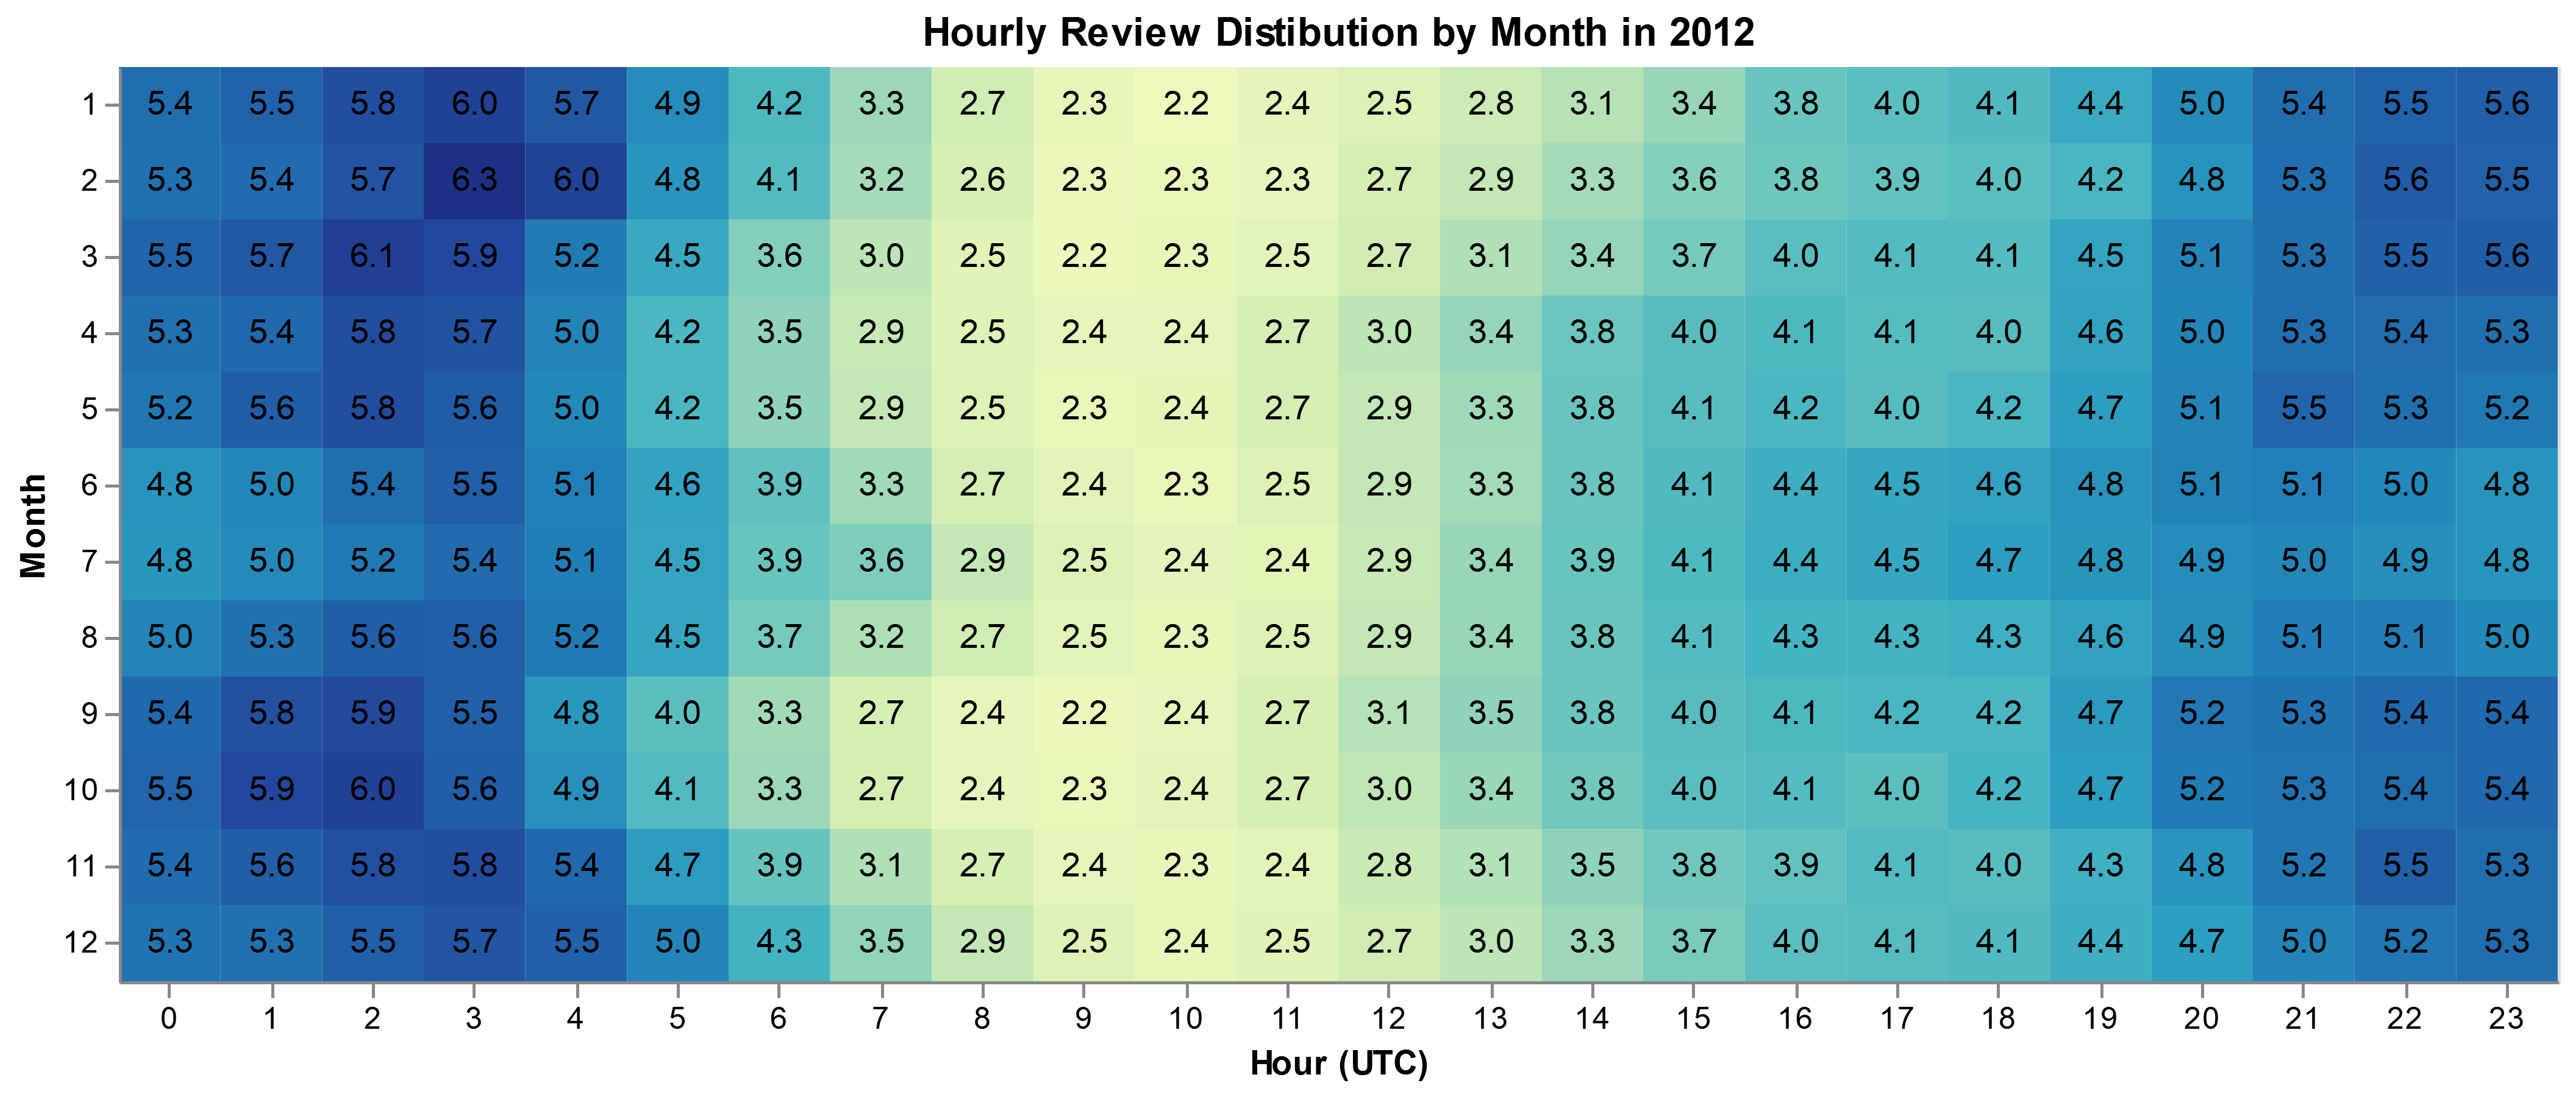 Hourly Review Distibution by Month in 2012
1 5.4 5.5 5.8 6.0 5.7 4.9 4.2 3.3 2.7 2.3 2.2 2.4 2.5 2.8 3.1 3.4 3.8 4.0 4.1 4.4 5.0 5.4 5.5 5.6
2 5.3 5.4 5.7 6.3 6.0 4.8 4.1 3.2 2.6 2.3 2.3 2.3 2.7 2.9 3.3 3.6 3.8 3.9 4.0 4.2 4.8 5.3 5.6 5.5
3 5.5 5.7 6.1 5.9 5.2 4.5 3.6 3.0 2.5 2.2 2.3 2.5 2.7 3.1 3.4 3.7 4.0 4.1 4.1 4.5 5.1 5.3 5.5 5.6
4 5.3 5.4 5.8 5.7 5.0 4.2 3.5 2.9 2.5 2.4 2.4 2.7 3.0 3.4 3.8 4.0 4.1 4.1 4.0 4.6 5.0 5.3 5.4 5.3
5 5.2 5.6 5.8 5.6 5.0 4.2 3.5 2.9 2.5 2.3 2.4 2.7 2.9 3.3 3.8 4.1 4.2 4.0 4.2 4.7 5.1 5.5 5.3 5.2
6 4.8 5.0 5.4 5.5 5.1 4.6 3.9 3.3 2.7 2.4 2.3 2.5 2.9 3.3 3.8 4.1 4.4 4.5 4.6 4.8 5.1 5.1 5.0 4.8
7 4.8 5.0 5.2 5.4 5.1 4.5 3.9 3.6 2.9 2.5 2.4 2.4 2.9 3.4 3.9 4.1 4.4 4.5 4.7 4.8 4.9 5.0 4.9 4.8
8 5.0 5.3 5.6 5.6 5.2 4.5 3.7 3.2 2.7 2.5 2.3 2.5 2.9 3.4 3.8 4.1 4.3 4.3 4.3 4.6 4.9 5.1 5.1 5.0
9 5.4 5.8 5.9 5.5 4.8 4.0 3.3 2.7 2.4 2.2 2.4 2.7 3.1 3.5 3.8 4.0 4.1 4.2 4.2 4.7 5.2 5.3 5.4 5.4
10 5.5 5.9 6.0 5.6 4.9 4.1 3.3 2.7 2.4 2.3 2.4 2.7 3.0 3.4 3.8 4.0 4.1 4.0 4.2 4.7 5.2 5.3 5.4 5.4
11 5.4 5.6 5.8 5.8 5.4 4.7 3.9 3.1 2.7 2.4 2.3 2.4 2.8 3.1 3.5 3.8 3.9 4.1 4.0 4.3 4.8 5.2 5.5 5.3
12 5.3 5.3 5.5 5.7 5.5 5.0 4.3 3.5 2.9 2.5 2.4 2.5 2.7 3.0 3.3 3.7 4.0 4.1 4.1 4.4 4.7 5.0 5.2 5.3
0 1 2 3 4 5 6 7 8 9 10 11 12 13 14 15 16 17 18 19 20 21 22 23
Hour (UTC)
Month